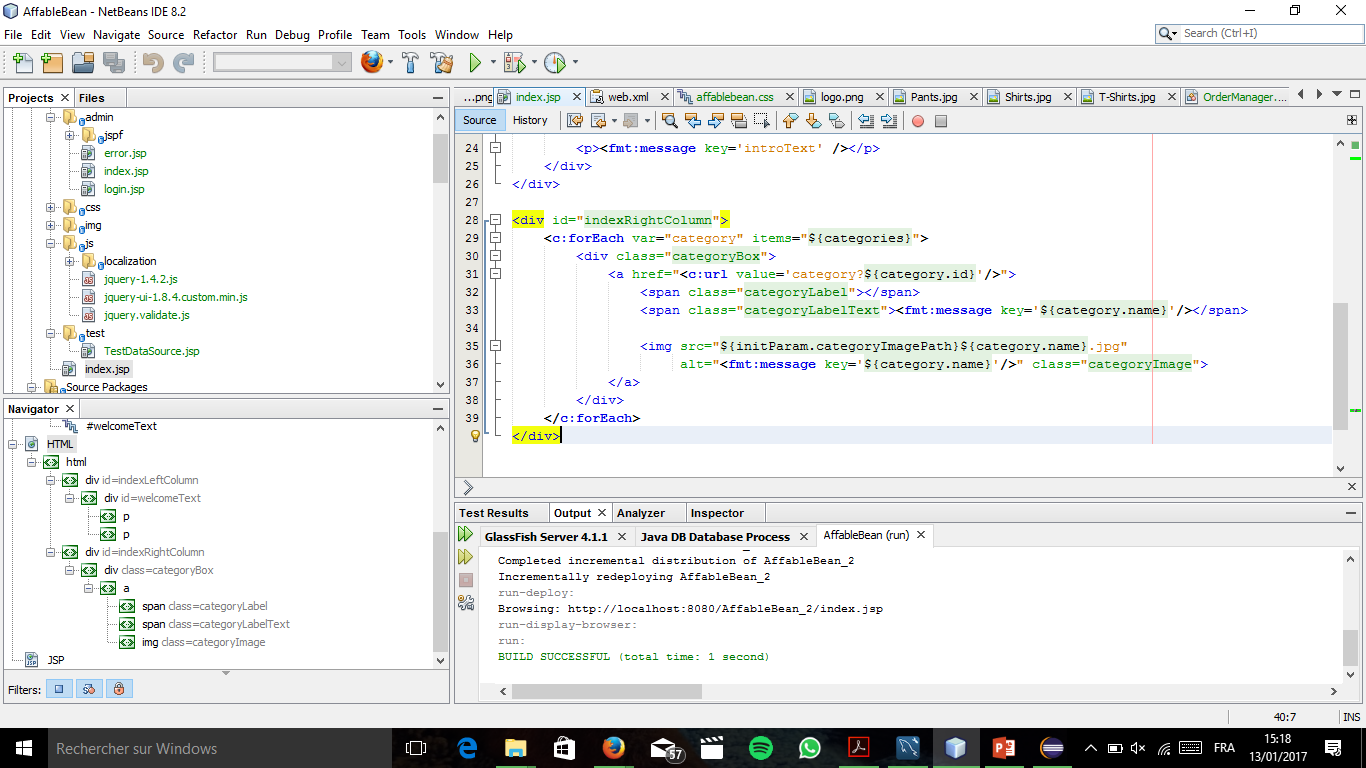 AffableBean - NetBeans IDE 8.2
File Edit View Navigate Source Refactor Run Debug Profile Team Tools Window Help
Search (Ctrl+I)
Projects Files
admin
jspf
error.jsp
index.jsp
login.jsp
css
img
js
localization
jquery-1.4.2.js
jquery-ui-1.8.4.custom.min.js
jquery.validate.js
test
TestDataSource.jsp
index.jsp
Source Packages
Navigator
#welcomeText
HTML
html
div id=indexLeftColumn
div id=welcomeText
p
p
div id=indexRightColumn
div class=categoryBox
a
span class=categoryLabel
span class=categoryLabelText
img class=categoryImage
JSP
Filters:
...png index.jsp web.xml affablebean.css logo.png Pants.jpg Shirts.jpg T-Shirts.jpg OrderManager....
Source History
24 <p><fmt:message key='introText' /></p>
25 </div>
26 </div>
27
28 <div id="indexRightColumn">
29 <c:forEach var="category" items="${categories}">
30 <div class="categoryBox">
31 <a href="<c:url value='category?${category.id}'/>">
32 <span class="categoryLabel"></span>
33 <span class="categoryLabelText"><fmt:message key='${category.name}'/></span>
34
35 <img src="${initParam.categoryImagePath}${category.name}.jpg"
36 alt="<fmt:message key='${category.name}'/>" class="categoryImage">
37 </a>
38 </div>
39 </c:forEach>
</div>
Test Results Output Analyzer Inspector
GlassFish Server 4.1.1 Java DB Database Process AffableBean (run)
Completed incremental distribution of AffableBean_2
Incrementally redeploying AffableBean_2
run-deploy:
Browsing: http://localhost:8080/AffableBean_2/index.jsp
run-display-browser:
run:
BUILD SUCCESSFUL (total time: 1 second)
40:7 INS
Rechercher sur Windows
57
FRA
15:18
13/01/2017